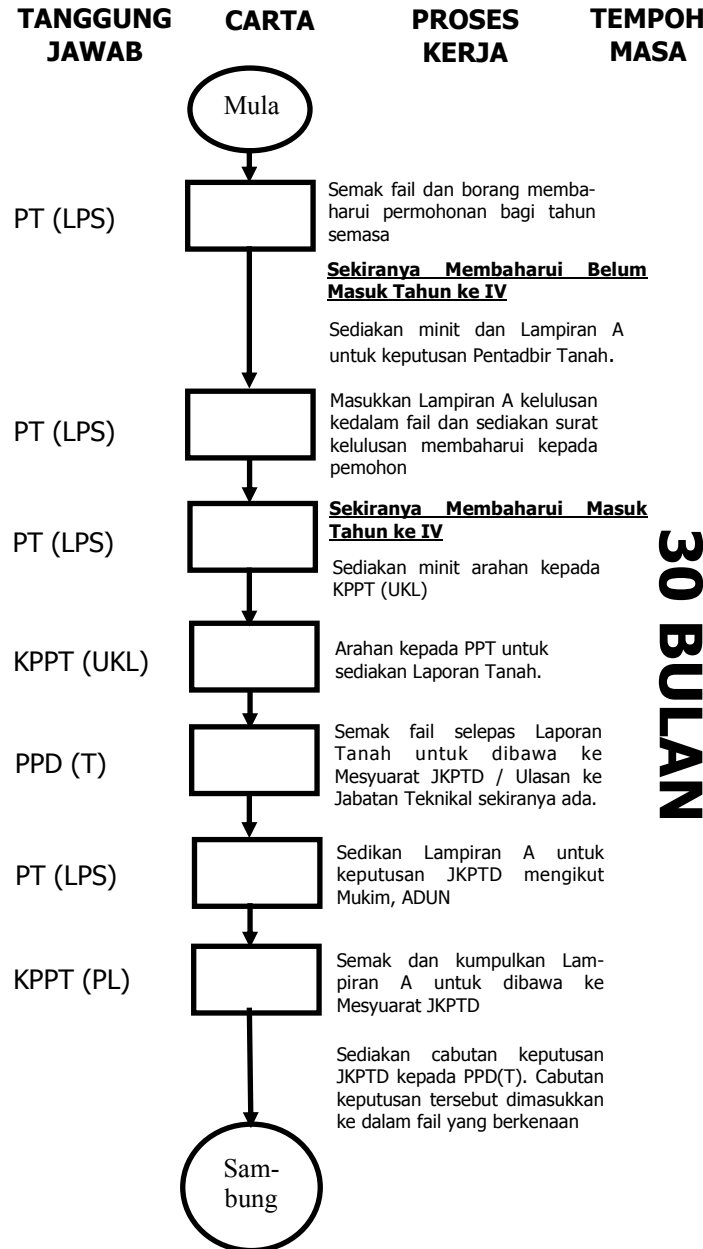 TANGGUNG JAWAB
CARTA
PROSES KERJA
TEMPOH MASA
Mula
PT (LPS)
Semak fail dan borang memba-
harui permohonan bagi tahun
semasa
Sekiranya Membaharui Belum
Masuk Tahun ke IV
Sediakan minit dan Lampiran A
untuk keputusan Pentadbir Tanah.
PT (LPS)
Masukkan Lampiran A kelulusan
kedalam fail dan sediakan surat
kelulusan membaharui kepada
pemohon
PT (LPS)
Sekiranya Membaharui Masuk
Tahun ke IV
Sediakan minit arahan kepada
KPPT (UKL)
30 BULAN
KPPT (UKL)
Arahan kepada PPT untuk
sediakan Laporan Tanah.
PPD (T)
Semak fail selepas Laporan
Tanah untuk dibawa ke
Mesyuarat JKPTD / Ulasan ke
Jabatan Teknikal sekiranya ada.
PT (LPS)
Sedikan Lampiran A untuk
keputusan JKPTD mengikut
Mukim, ADUN
KPPT (PL)
Semak dan kumpulkan Lam-
piran A untuk dibawa ke
Mesyuarat JKPTD
Sediakan cabutan keputusan
JKPTD kepada PPD(T). Cabutan
keputusan tersebut dimasukkan
ke dalam fail yang berkenaan
Sam-
bung